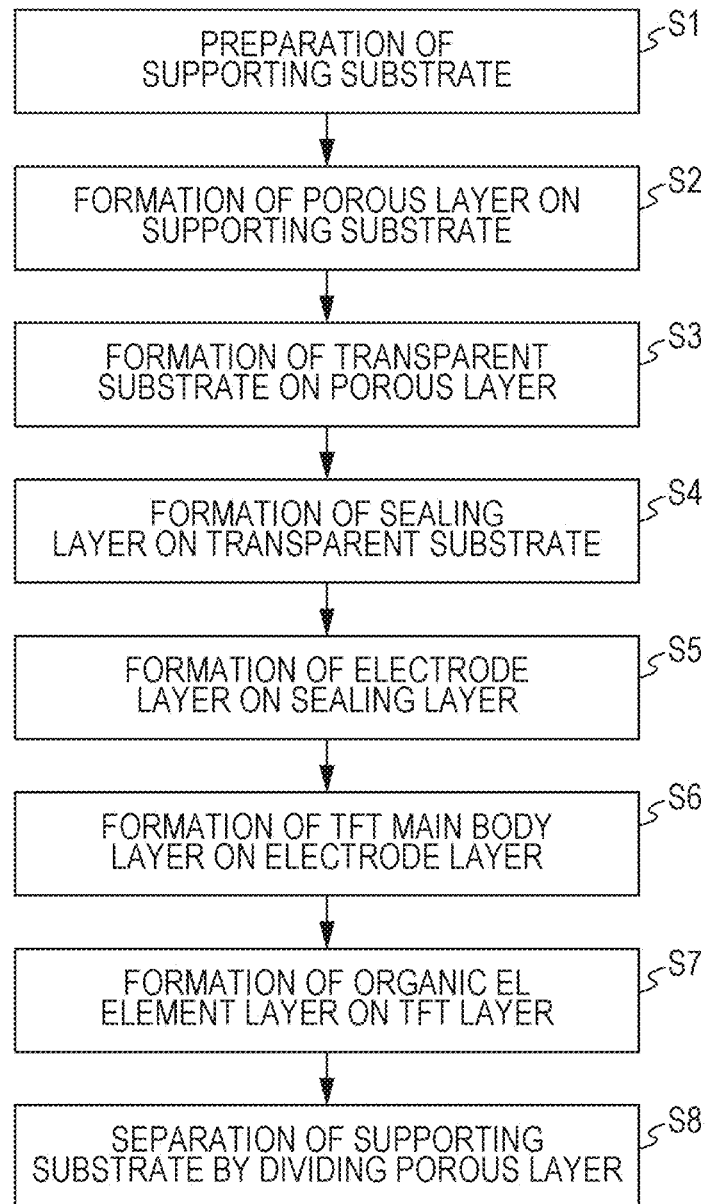 PREPARATION OF
SUPPORTING SUBSTRATE
S1
FORMATION OF POROUS LAYER ON
SUPPORTING SUBSTRATE
S2
FORMATION OF TRANSPARENT
SUBSTRATE ON POROUS LAYER
S3
FORMATION OF SEALING
LAYER ON TRANSPARENT SUBSTRATE
S4
FORMATION OF ELECTRODE
LAYER ON SEALING LAYER
S5
FORMATION OF TFT MAIN BODY
LAYER ON ELECTRODE LAYER
S6
FORMATION OF ORGANIC EL
ELEMENT LAYER ON TFT LAYER
S7
SEPARATION OF SUPPORTING
SUBSTRATE BY DIVIDING POROUS LAYER
S8